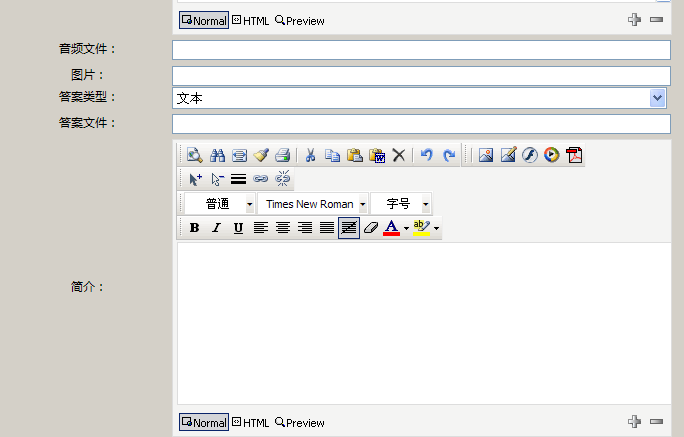 Normal HTML Preview
音频文件：
图片：
答案类型： 文本
答案文件：
普通 Times New Roman 字号
B I U A ab
简介：
Normal HTML Preview